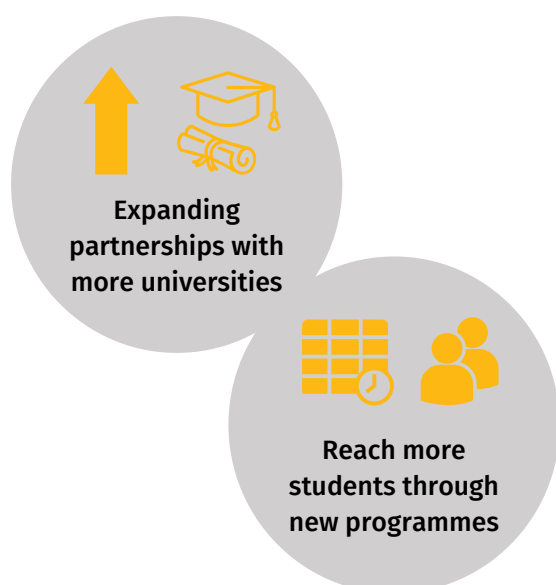 Expanding
partnerships with
more universities
Reach more
students through
new programmes